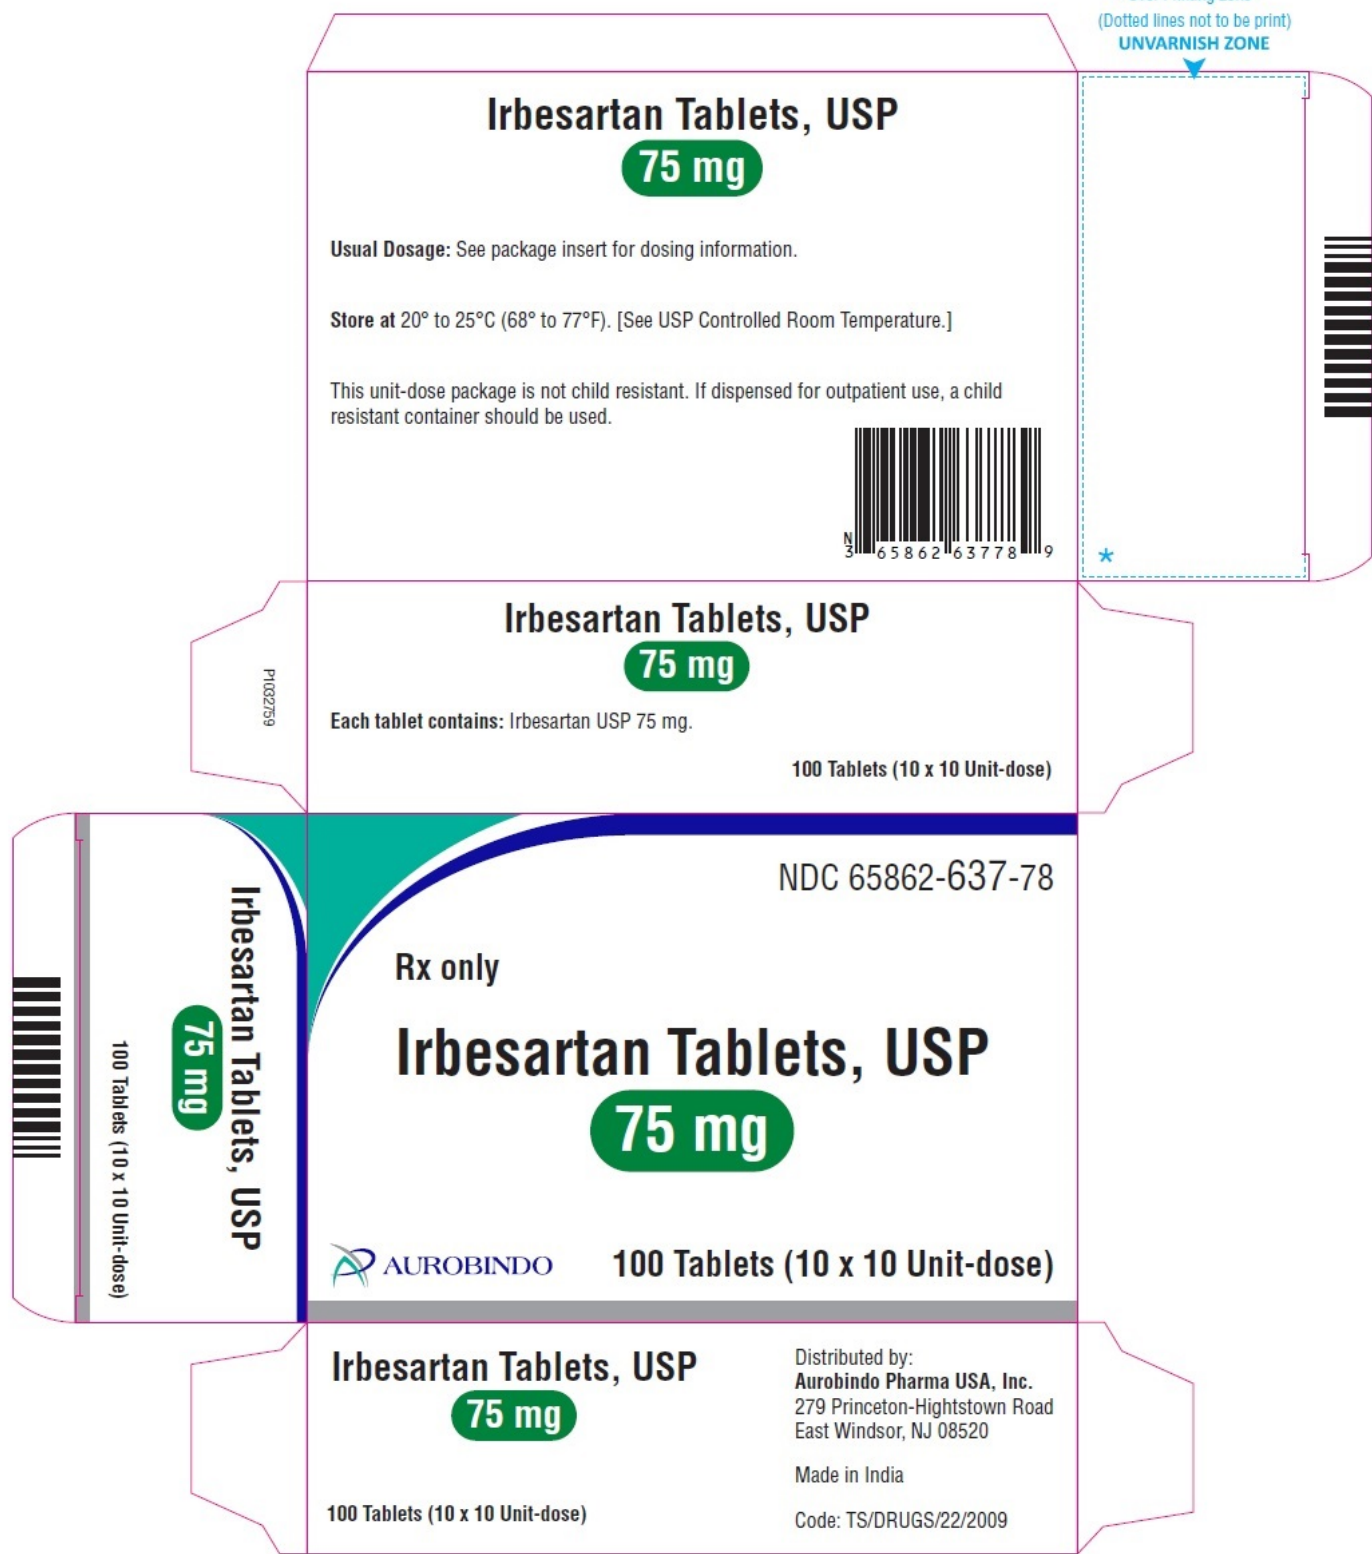 (Dotted lines not to be print)
UNVARNISH ZONE
Irbesartan Tablets, USP
75 mg
Usual Dosage: See package insert for dosing information.
Store at 20° to 25°C (68° to 77°F). [See USP Controlled Room Temperature.]
This unit-dose package is not child resistant. If dispensed for outpatient use, a child
resistant container should be used.
N
3 65862 63778 9
*
Irbesartan Tablets, USP
75 mg
P1032759
Each tablet contains: Irbesartan USP 75 mg.
100 Tablets (10 x 10 Unit-dose)
Irbesartan Tablets, USP
75 mg
100 Tablets (10 x 10 Unit-dose)
NDC 65862-637-78
Rx only
Irbesartan Tablets, USP
75 mg
AUROBINDO
100 Tablets (10 x 10 Unit-dose)
Irbesartan Tablets, USP
75 mg
100 Tablets (10 x 10 Unit-dose)
Distributed by:
Aurobindo Pharma USA, Inc.
279 Princeton-Hightstown Road
East Windsor, NJ 08520
Made in India
Code: TS/DRUGS/22/2009